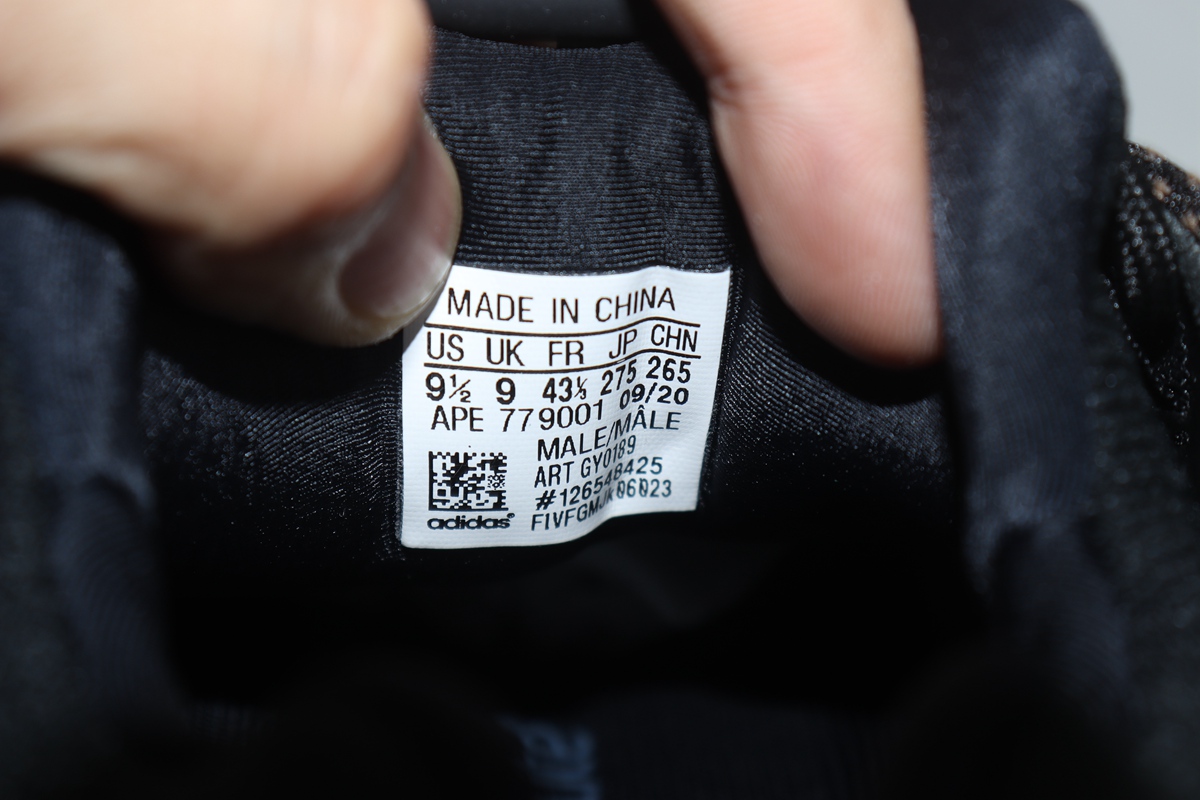 MADE IN CHINA
US UK FR JP CHN
9½ 9 43⅓ 275 265
APE 779001 09/20
MALE/MÂLE
ART GY0189
#126548425
FIVFGMJK06023
adidas®